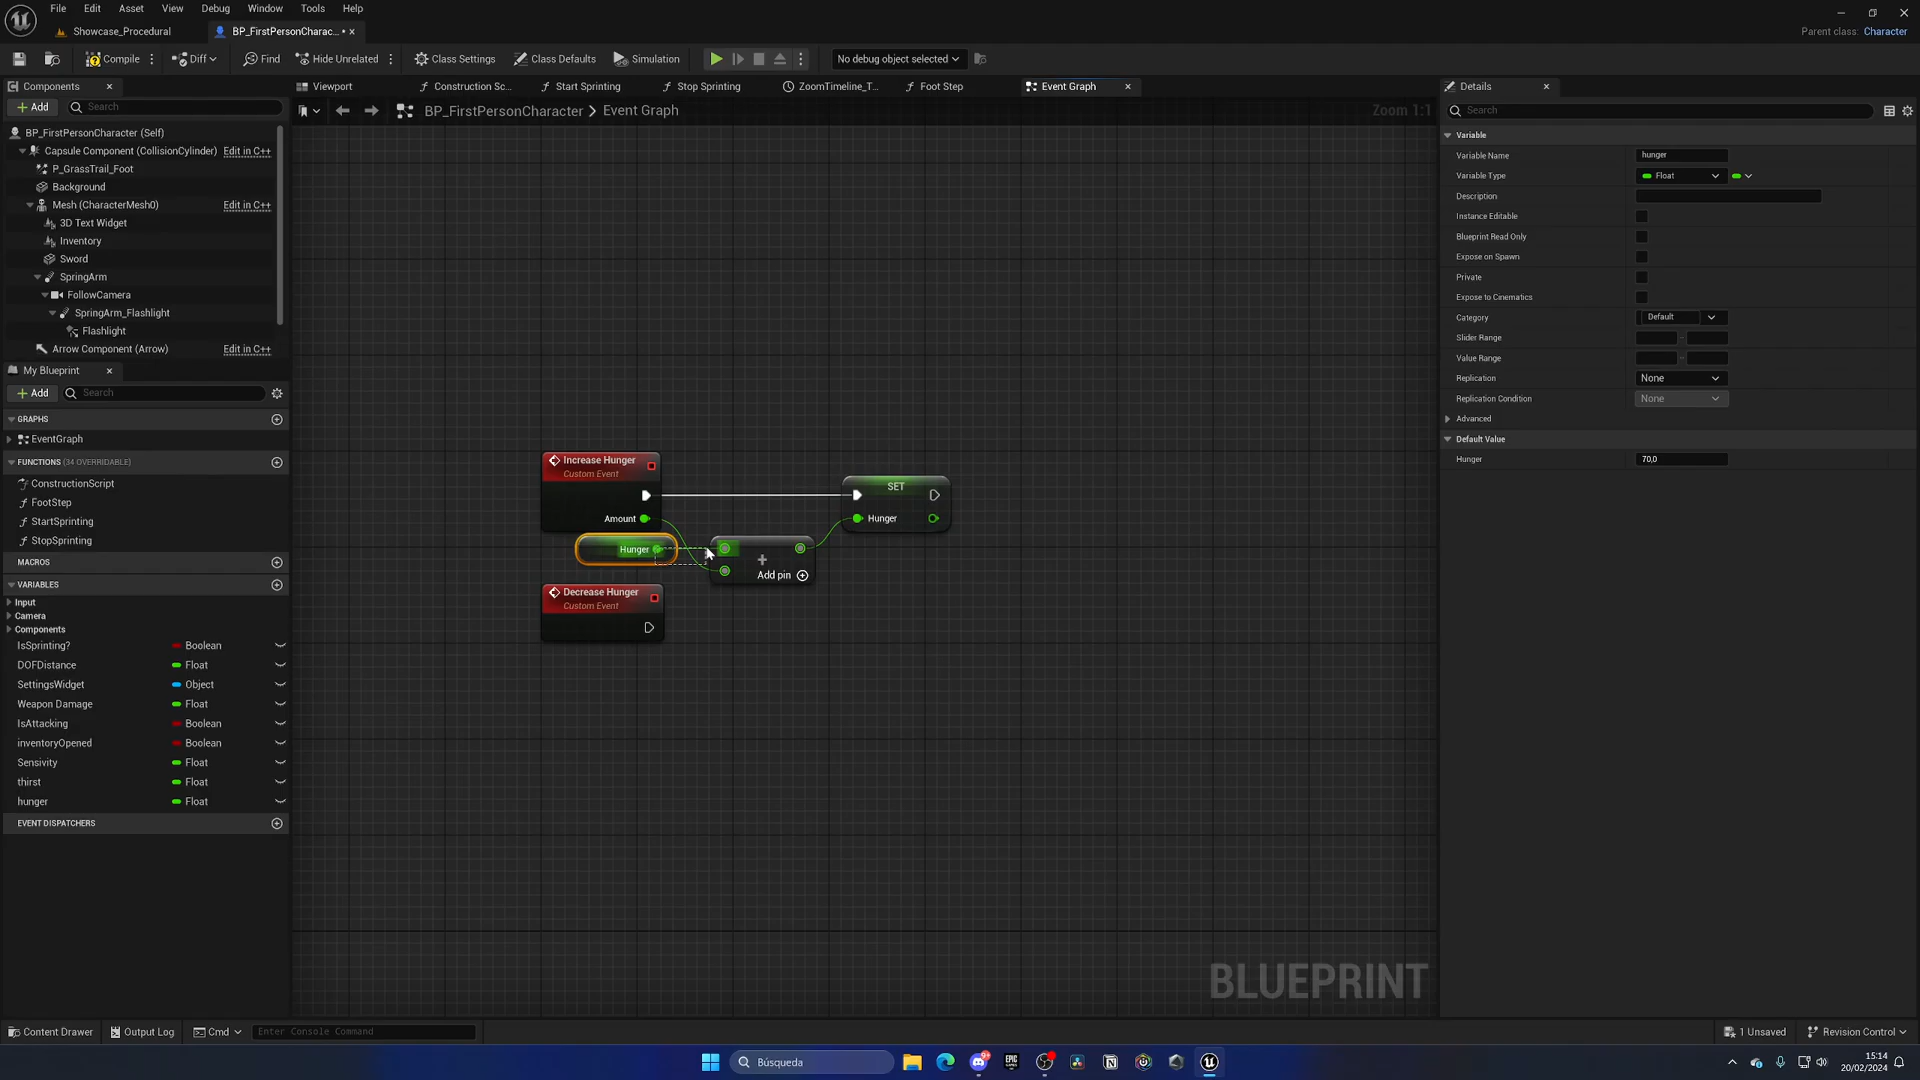 File Edit Asset View Debug Window Tools Help
Showcase_Procedural
BP_FirstPersonCharac... •
Parent class: Character
Compile
Diff
Find
Hide Unrelated
Class Settings
Class Defaults
Simulation
No debug object selected
Components
Viewport
Construction Sc...
Start Sprinting
Stop Sprinting
ZoomTimeline_T...
Foot Step
Event Graph
Details
Add
Search
BP_FirstPersonCharacter > Event Graph
Zoom 1:1
Search
BP_FirstPersonCharacter (Self)
Capsule Component (CollisionCylinder) Edit in C++
P_GrassTrail_Foot
Background
Mesh (CharacterMesh0) Edit in C++
3D Text Widget
Inventory
Sword
SpringArm
FollowCamera
SpringArm_Flashlight
Flashlight
Arrow Component (Arrow) Edit in C++
My Blueprint
Add
Search
GRAPHS
EventGraph
FUNCTIONS (34 OVERRIDABLE)
ConstructionScript
FootStep
StartSprinting
StopSprinting
MACROS
VARIABLES
Input
Camera
Components
IsSprinting? Boolean
DOFDistance Float
SettingsWidget Object
Weapon Damage Float
IsAttacking Boolean
inventoryOpened Boolean
Sensivity Float
thirst Float
hunger Float
EVENT DISPATCHERS
Increase Hunger
Custom Event
Amount
Hunger
SET
Hunger
Add pin
Decrease Hunger
Custom Event
BLUEPRINT
Variable
Variable Name hunger
Variable Type Float
Description
Instance Editable
Blueprint Read Only
Expose on Spawn
Private
Expose to Cinematics
Category Default
Slider Range
Value Range
Replication None
Replication Condition None
Advanced
Default Value
Hunger 70,0
Content Drawer
Output Log
Cmd
Enter Console Command
1 Unsaved
Revision Control
Búsqueda
EPIC
GAMES
15:14
20/02/2024